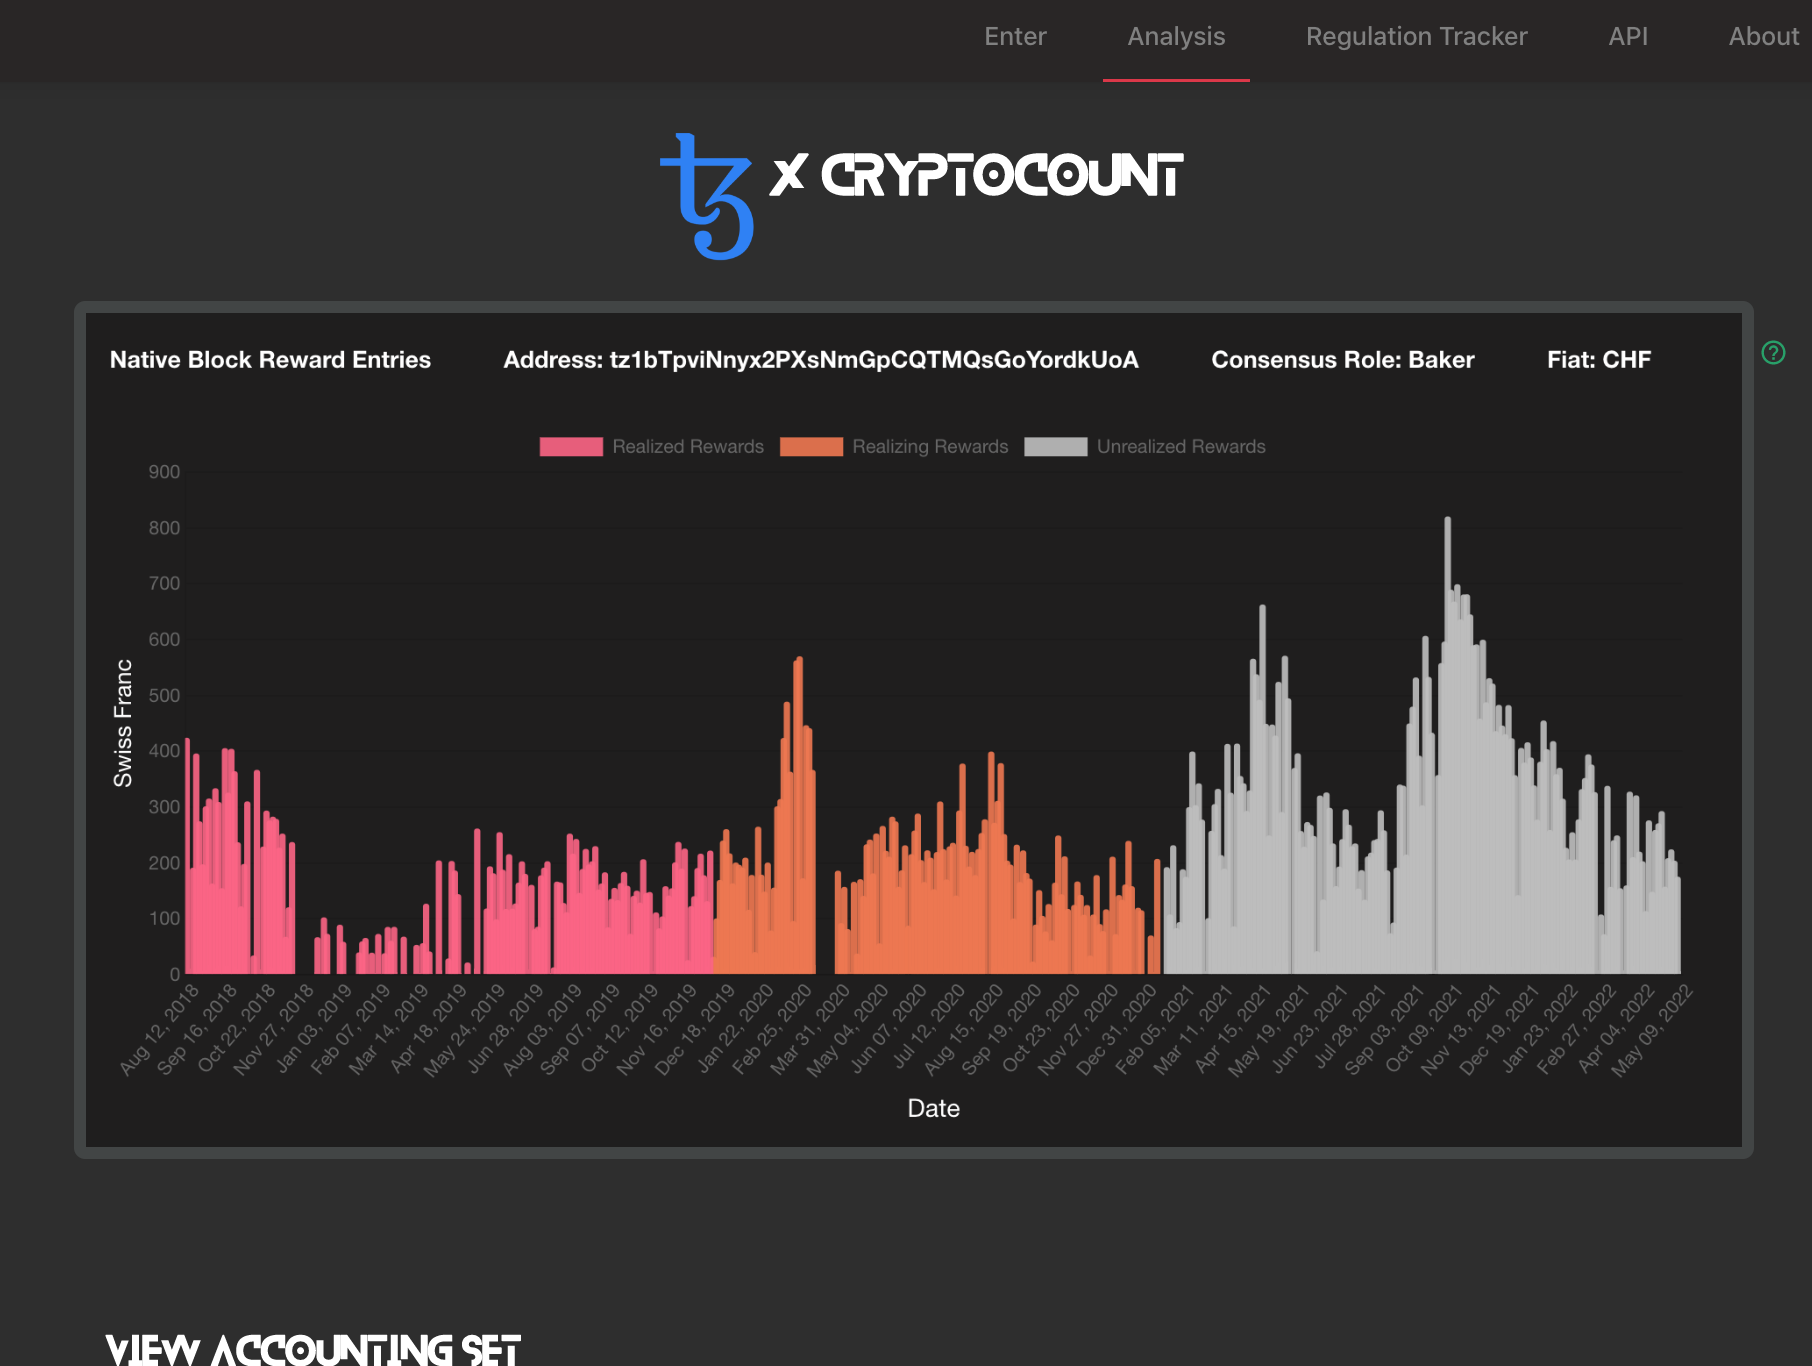 Enter Analysis Regulation Tracker API About
X CRYPTOCOUNT
Native Block Reward Entries Address: tz1bTpviNnyx2PXsNmGpCQTMQsGoYordkUoA Consensus Role: Baker Fiat: CHF
?
Realized Rewards Realizing Rewards Unrealized Rewards
900
800
700
600
500
400
300
200
100
0
Swiss Franc
Aug 12, 2018
Sep 16, 2018
Oct 22, 2018
Nov 27, 2018
Jan 03, 2019
Feb 07, 2019
Mar 14, 2019
Apr 18, 2019
May 24, 2019
Jun 28, 2019
Aug 03, 2019
Sep 07, 2019
Oct 12, 2019
Nov 16, 2019
Dec 18, 2019
Jan 22, 2020
Feb 25, 2020
Mar 31, 2020
May 04, 2020
Jun 07, 2020
Jul 12, 2020
Aug 15, 2020
Sep 19, 2020
Oct 23, 2020
Nov 27, 2020
Dec 31, 2020
Feb 05, 2021
Mar 11, 2021
Apr 15, 2021
May 19, 2021
Jun 23, 2021
Jul 28, 2021
Sep 03, 2021
Oct 09, 2021
Nov 13, 2021
Dec 19, 2021
Jan 23, 2022
Feb 27, 2022
Apr 04, 2022
May 09, 2022
Date
VIEW ACCOUNTING SET